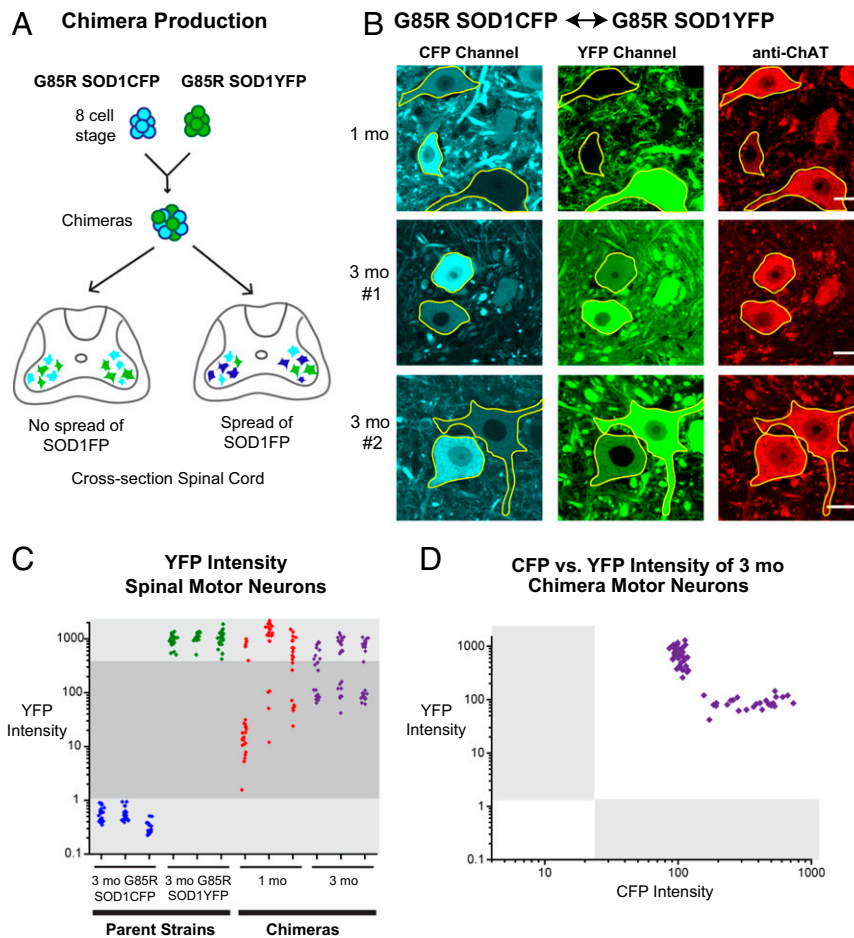 A Chimera Production
G85R SOD1CFP G85R SOD1YFP
8 cell
stage
Chimeras
No spread of
SOD1FP
Spread of
SOD1FP
Cross-section Spinal Cord
B G85R SOD1CFP ↔ G85R SOD1YFP
CFP Channel YFP Channel anti-ChAT
1 mo
3 mo
#1
3 mo
#2
C YFP Intensity
Spinal Motor Neurons
YFP
Intensity
1000
100
10
1
0.1
3 mo G85R
SOD1CFP
3 mo G85R
SOD1YFP
1 mo
3 mo
Parent Strains
Chimeras
D CFP vs. YFP Intensity of 3 mo
Chimera Motor Neurons
YFP
Intensity
1000
100
10
1
0.1
10 100 1000
CFP Intensity